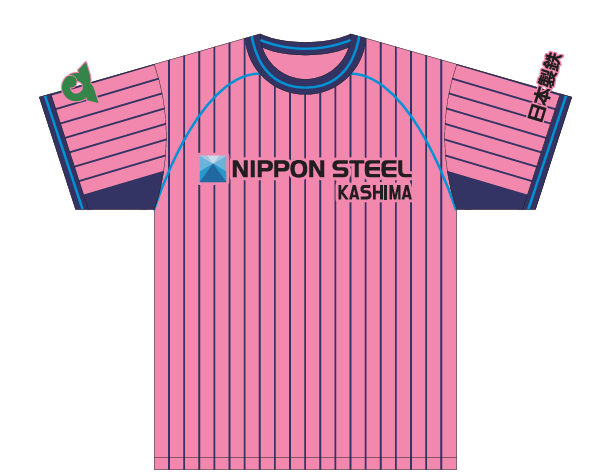 NIPPON STEEL
KASHIMA
日本製鉄